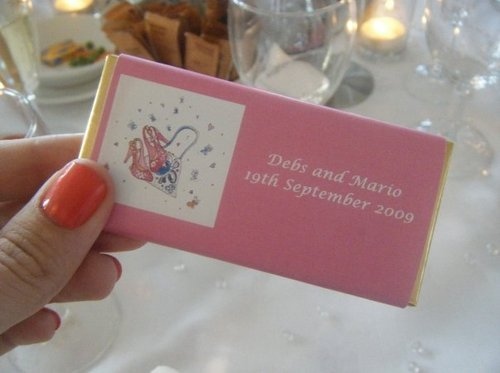 Debs and Mario
19th September 2009